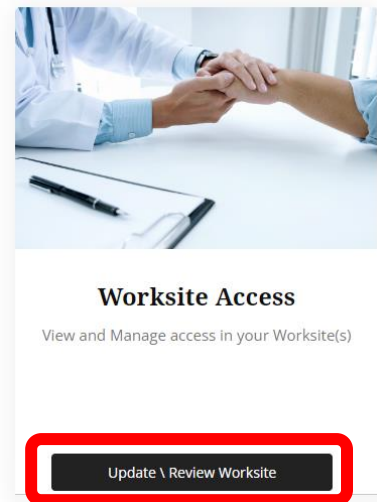 Worksite Access
View and Manage access in your Worksite(s)
Update \ Review Worksite